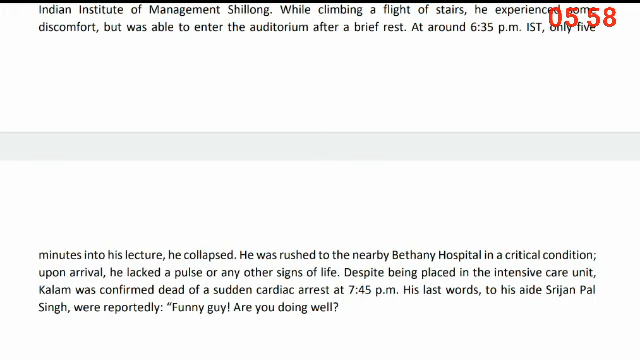 Indian Institute of Management Shillong. While climbing a flight of stairs, he experienced some
05.58
discomfort, but was able to enter the auditorium after a brief rest. At around 6:35 p.m. IST, only five
minutes into his lecture, he collapsed. He was rushed to the nearby Bethany Hospital in a critical condition;
upon arrival, he lacked a pulse or any other signs of life. Despite being placed in the intensive care unit,
Kalam was confirmed dead of a sudden cardiac arrest at 7:45 p.m. His last words, to his aide Srijan Pal
Singh, were reportedly: “Funny guy! Are you doing well?